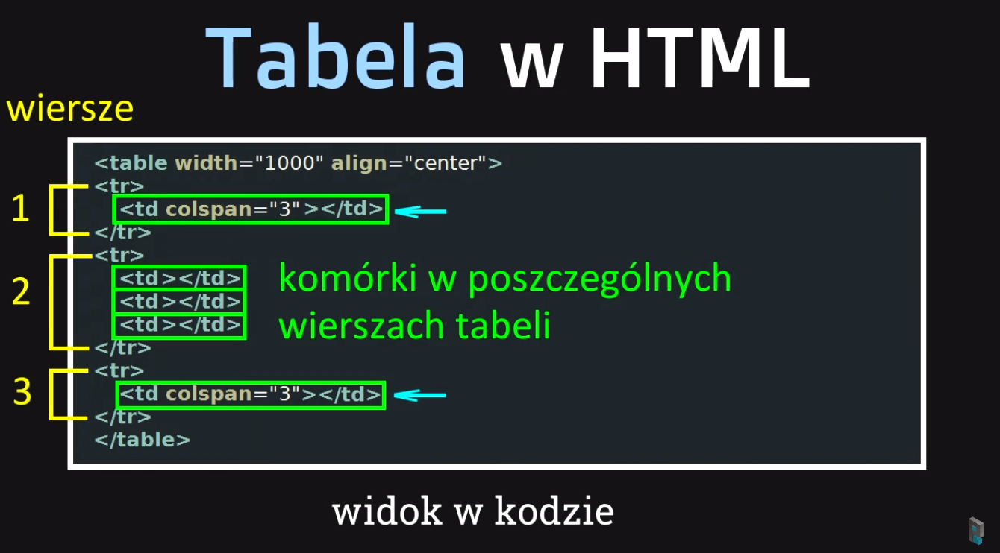 Tabela w HTML
wiersze
<table width="1000" align="center">
<tr>
1
<td colspan="3"></td>
</tr>
<tr>
<td></td>
komórki w poszczególnych
2
<td></td>
<td></td>
wierszach tabeli
</tr>
<tr>
3
<td colspan="3"></td>
</tr>
</table>
widok w kodzie